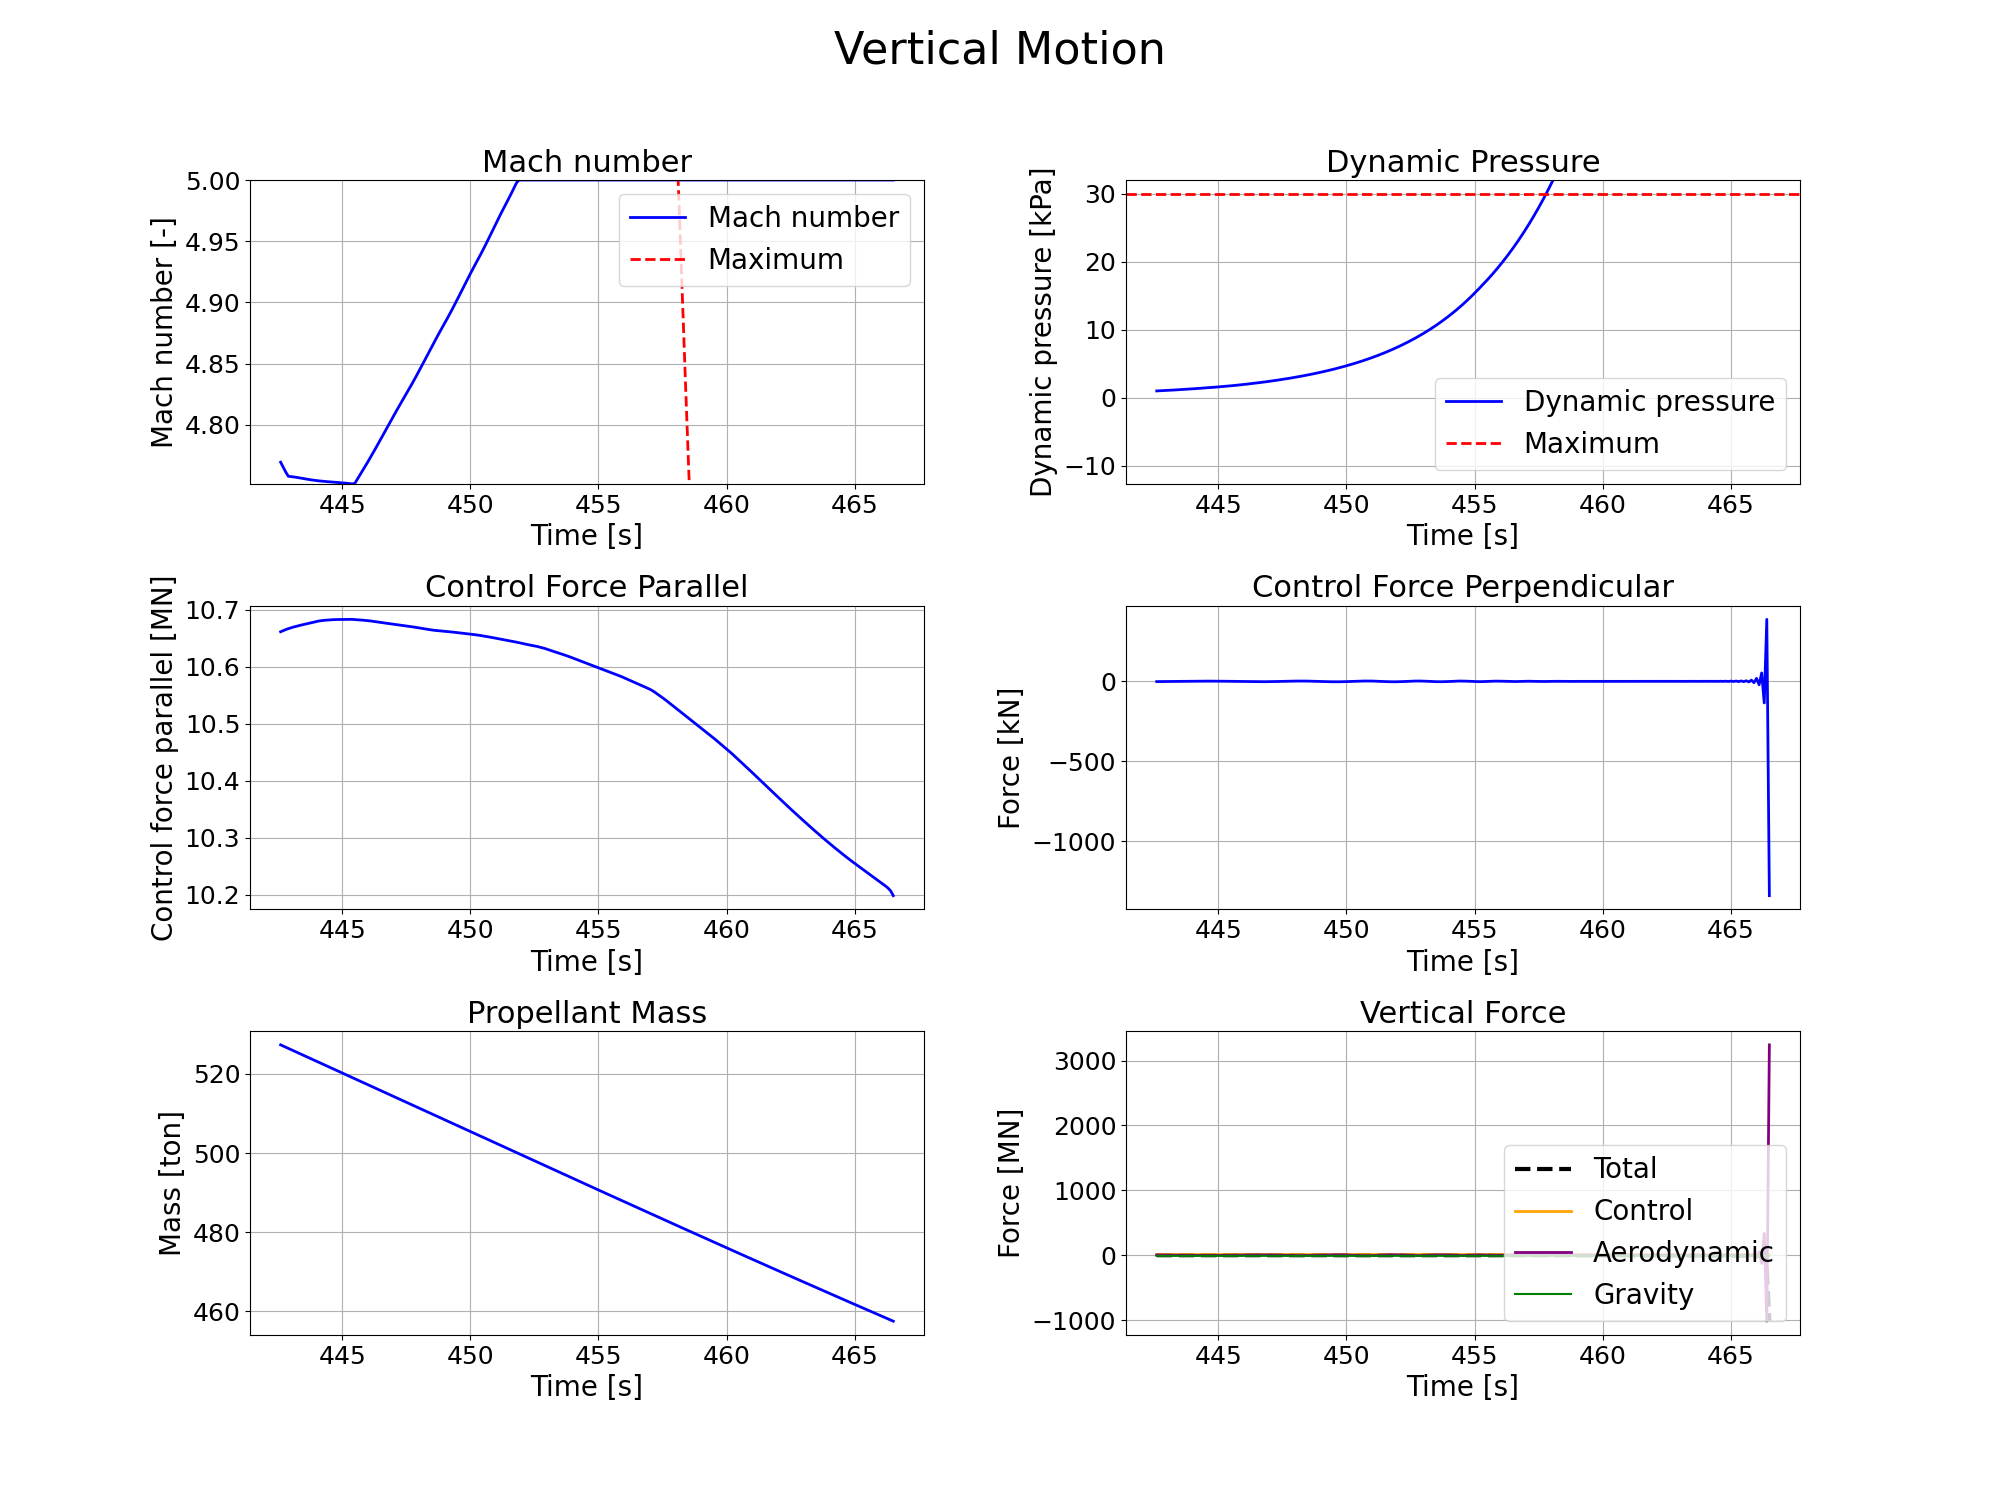 Vertical Motion
Mach number
5.00
4.95
4.90
4.85
4.80
Mach number [-]
Mach number
Maximum
445 450 455 460 465
Time [s]
Dynamic Pressure
30
20
10
0
−10
Dynamic pressure [kPa]
Dynamic pressure
Maximum
445 450 455 460 465
Time [s]
Control Force Parallel
10.7
10.6
10.5
10.4
10.3
10.2
Control force parallel [MN]
445 450 455 460 465
Time [s]
Control Force Perpendicular
0
−500
−1000
Force [kN]
445 450 455 460 465
Time [s]
Propellant Mass
520
500
480
460
Mass [ton]
445 450 455 460 465
Time [s]
Vertical Force
3000
2000
1000
0
−1000
Force [MN]
Total
Control
Aerodynamic
Gravity
445 450 455 460 465
Time [s]